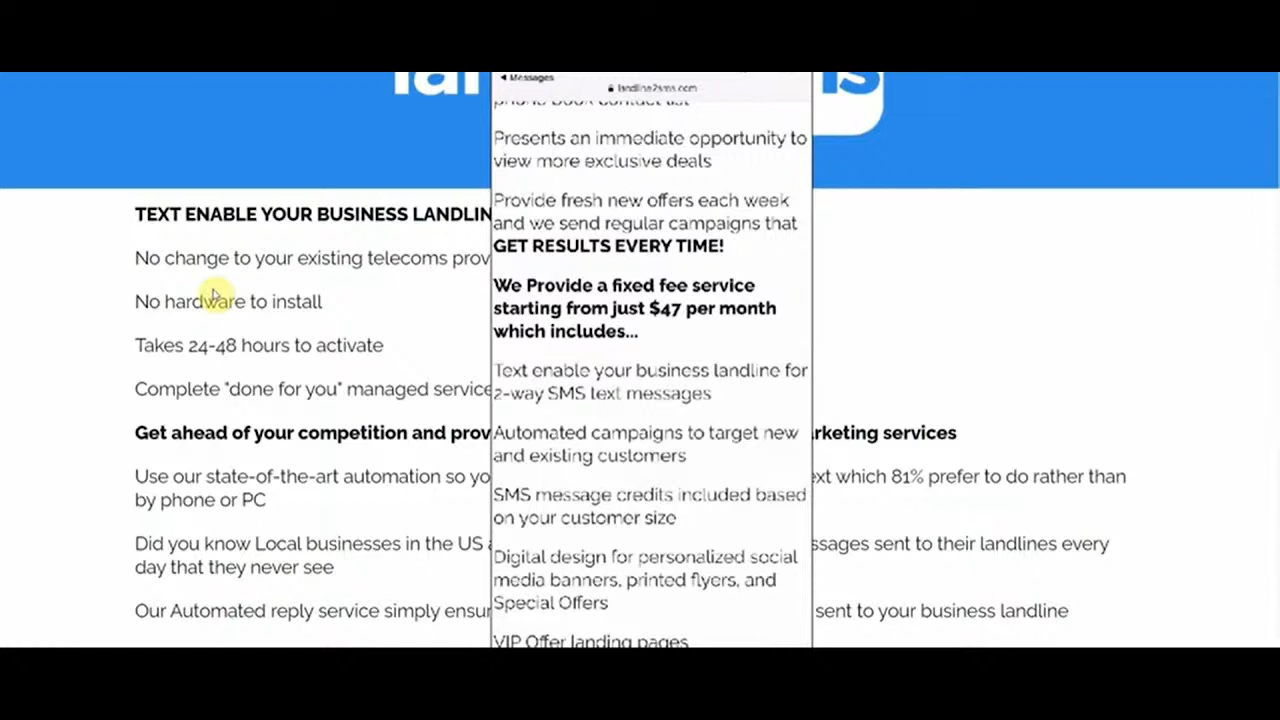 Messages
landline2sms.com
phone book contact list
Presents an immediate opportunity to
view more exclusive deals
Provide fresh new offers each week
and we send regular campaigns that
GET RESULTS EVERY TIME!
We Provide a fixed fee service
starting from just $47 per month
which includes...
Text enable your business landline for
2-way SMS text messages
Automated campaigns to target new
and existing customers
SMS message credits included based
on your customer size
Digital design for personalized social
media banners, printed flyers, and
Special Offers
VIP Offer landing pages
TEXT ENABLE YOUR BUSINESS LANDLIN
No change to your existing telecoms prov
No hardware to install
Takes 24-48 hours to activate
Complete "done for you" managed service
Get ahead of your competition and prov rketing services
Use our state-of-the-art automation so yo ext which 81% prefer to do rather than
by phone or PC
Did you know Local businesses in the US ssages sent to their landlines every
day that they never see
Our Automated reply service simply ensur sent to your business landline